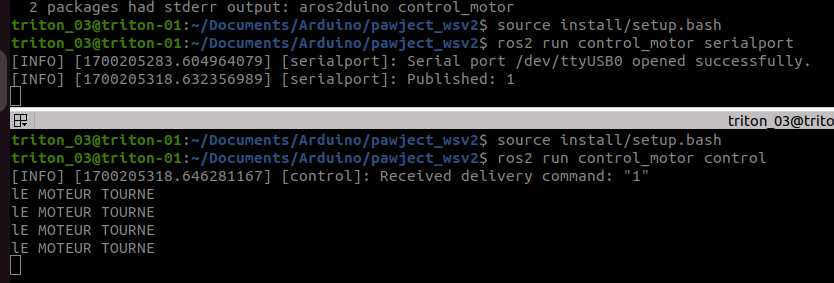 2 packages had stderr output: aros2duino control_motor
triton_03@triton-01:~/Documents/Arduino/pawject_wsv2$ source install/setup.bash
triton_03@triton-01:~/Documents/Arduino/pawject_wsv2$ ros2 run control_motor serialport
[INFO] [1700205283.604964079] [serialport]: Serial port /dev/ttyUSB0 opened successfully.
[INFO] [1700205318.632356989] [serialport]: Published: 1
triton_03@trito
triton_03@triton-01:~/Documents/Arduino/pawject_wsv2$ source install/setup.bash
triton_03@triton-01:~/Documents/Arduino/pawject_wsv2$ ros2 run control_motor control
[INFO] [1700205318.646281167] [control]: Received delivery command: "1"
lE MOTEUR TOURNE
lE MOTEUR TOURNE
lE MOTEUR TOURNE
lE MOTEUR TOURNE